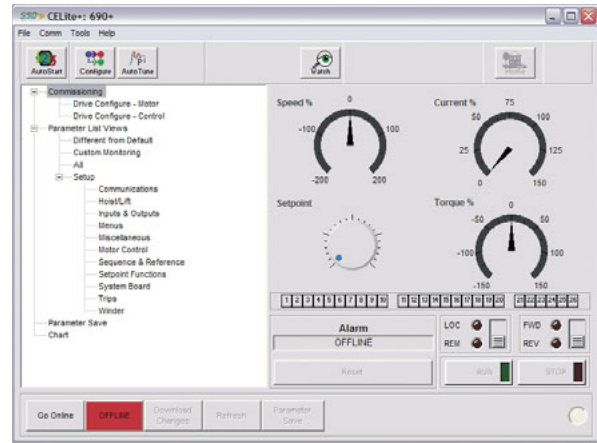 SSD CELite+: 690+
File Comm Tools Help
AutoStart Configure AutoTune Watch Home
Commissioning
Drive Configure - Motor
Drive Configure - Control
Parameter List Views
Different from Default
Custom Monitoring
All
Setup
Communications
Hoist/Lift
Inputs & Outputs
Menus
Miscellaneous
Motor Control
Sequence & Reference
Setpoint Functions
System Board
Trips
Winder
Parameter Save
Chart
Speed %
0
-100 100
-200 200
Current % 75
50 100
25 125
0 150
Setpoint
Torque % 0
-50 50
-100 100
-150 150
1 2 3 4 5 6 7 8 9 10 11 12 13 14 15 16 17 18 19 20 21 22 23 24 25 26
Alarm
OFFLINE
Reset
LOC
REM
FWD
REV
RUN
STOP
Go Online
OFFLINE
Download Changes
Refresh
Parameter Save